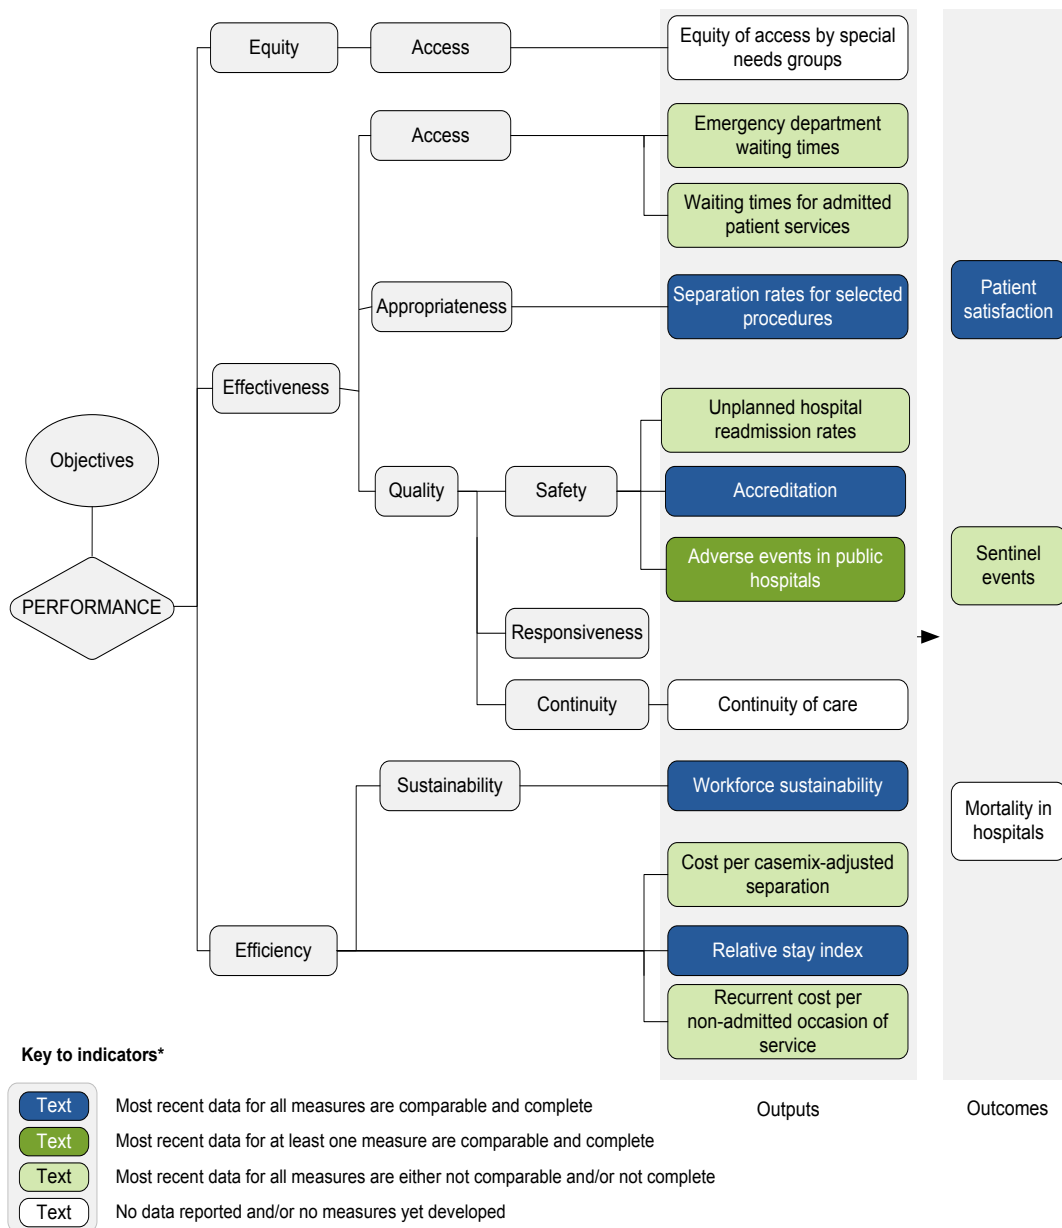 Equity
Access
Equity of access by special
needs groups
Access
Emergency department
waiting times
Waiting times for admitted
patient services
Appropriateness
Separation rates for selected
procedures
Patient
satisfaction
Effectiveness
Unplanned hospital
readmission rates
Objectives
Quality
Safety
Accreditation
Adverse events in public
hospitals
Sentinel
events
PERFORMANCE
Responsiveness
Continuity
Continuity of care
Sustainability
Workforce sustainability
Mortality in
hospitals
Cost per casemix-adjusted
separation
Efficiency
Relative stay index
Recurrent cost per
non-admitted occasion of
service
Key to indicators*
Text Most recent data for all measures are comparable and complete
Text Most recent data for at least one measure are comparable and complete
Text Most recent data for all measures are either not comparable and/or not complete
Text No data reported and/or no measures yet developed
Outputs
Outcomes